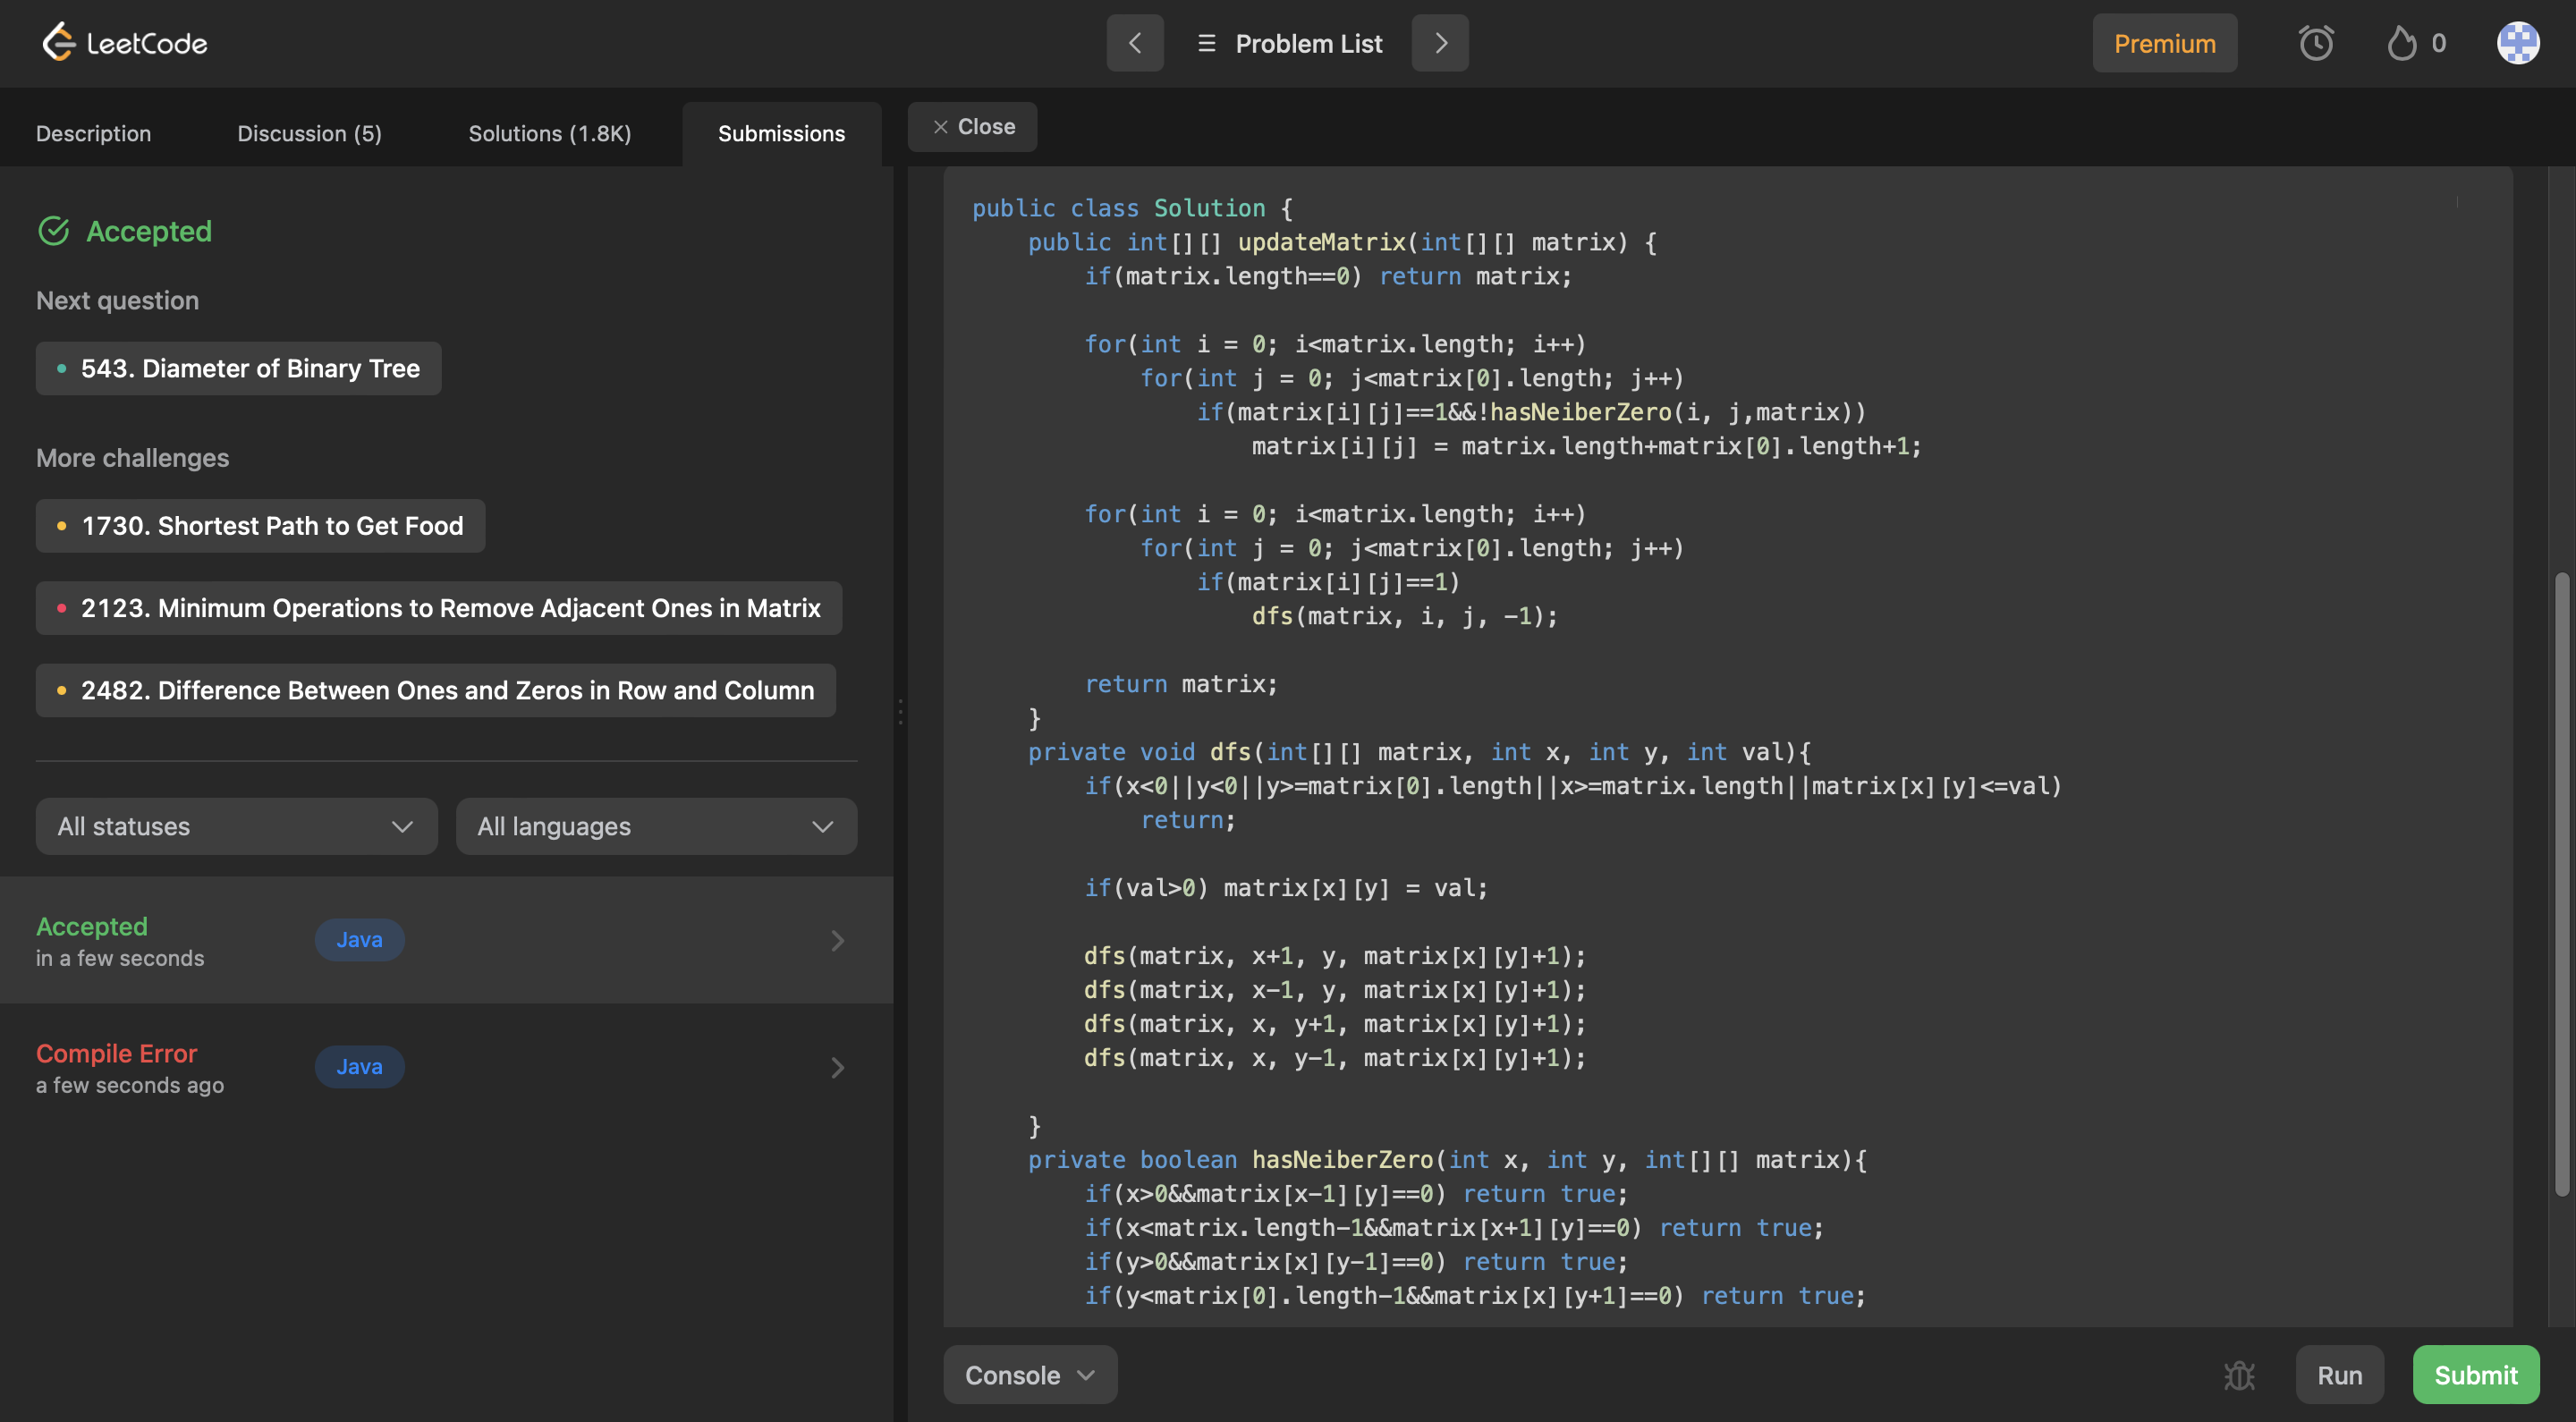 LeetCode
Problem List
Premium
0
Description
Discussion (5)
Solutions (1.8K)
Submissions
Close
Accepted
Next question
543. Diameter of Binary Tree
More challenges
1730. Shortest Path to Get Food
2123. Minimum Operations to Remove Adjacent Ones in Matrix
2482. Difference Between Ones and Zeros in Row and Column
All statuses
All languages
Accepted
in a few seconds
Java
Compile Error
a few seconds ago
Java
public class Solution {
    public int[][] updateMatrix(int[][] matrix) {
        if(matrix.length==0) return matrix;
        for(int i = 0; i<matrix.length; i++)
            for(int j = 0; j<matrix[0].length; j++)
                if(matrix[i][j]==1&&!hasNeiberZero(i, j,matrix))
                    matrix[i][j] = matrix.length+matrix[0].length+1;
        for(int i = 0; i<matrix.length; i++)
            for(int j = 0; j<matrix[0].length; j++)
                if(matrix[i][j]==1)
                    dfs(matrix, i, j, -1);
        return matrix;
    }
    private void dfs(int[][] matrix, int x, int y, int val){
        if(x<0||y<0||y>=matrix[0].length||x>=matrix.length||matrix[x][y]<=val)
            return;
        if(val>0) matrix[x][y] = val;
        dfs(matrix, x+1, y, matrix[x][y]+1);
        dfs(matrix, x-1, y, matrix[x][y]+1);
        dfs(matrix, x, y+1, matrix[x][y]+1);
        dfs(matrix, x, y-1, matrix[x][y]+1);
    }
    private boolean hasNeiberZero(int x, int y, int[][] matrix){
        if(x>0&&matrix[x-1][y]==0) return true;
        if(x<matrix.length-1&&matrix[x+1][y]==0) return true;
        if(y>0&&matrix[x][y-1]==0) return true;
        if(y<matrix[0].length-1&&matrix[x][y+1]==0) return true;
Console
Run
Submit